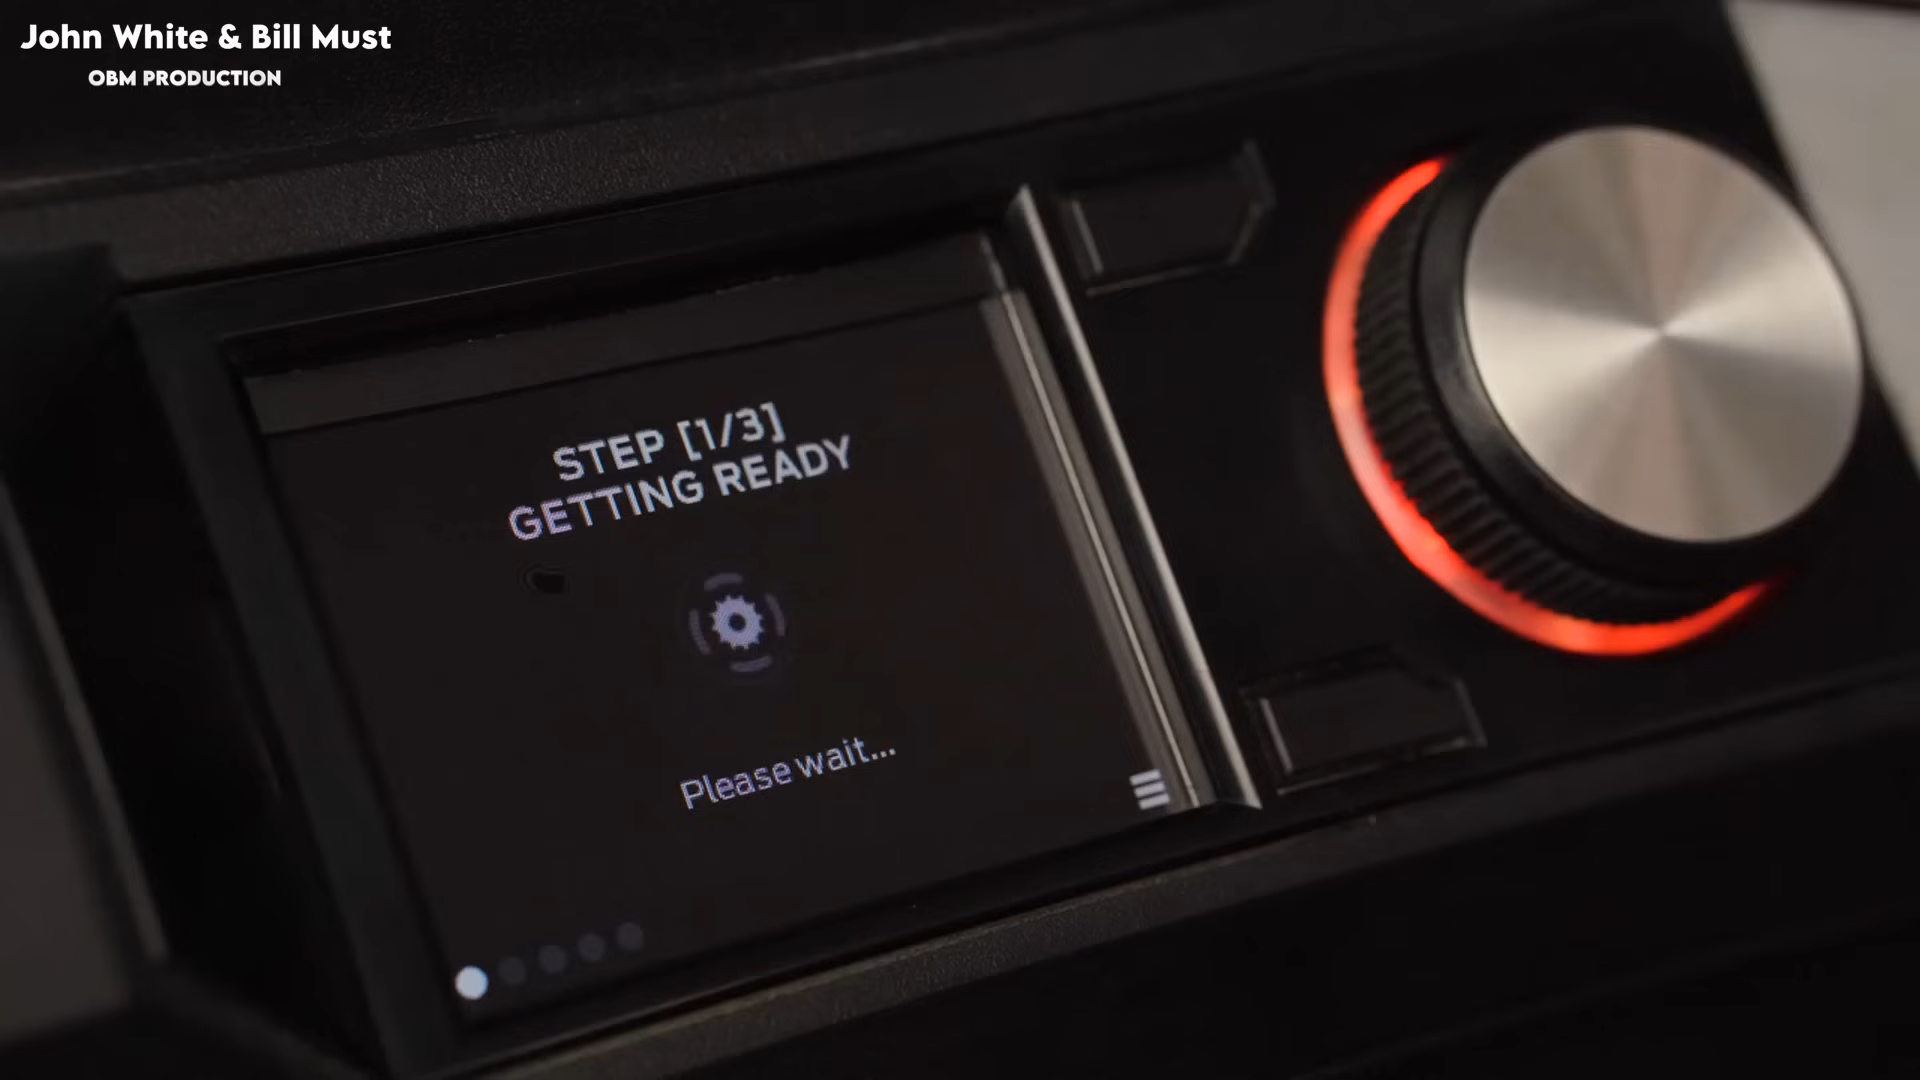 John White & Bill Must
OBM PRODUCTION
STEP [1/3]
GETTING READY
Please wait...